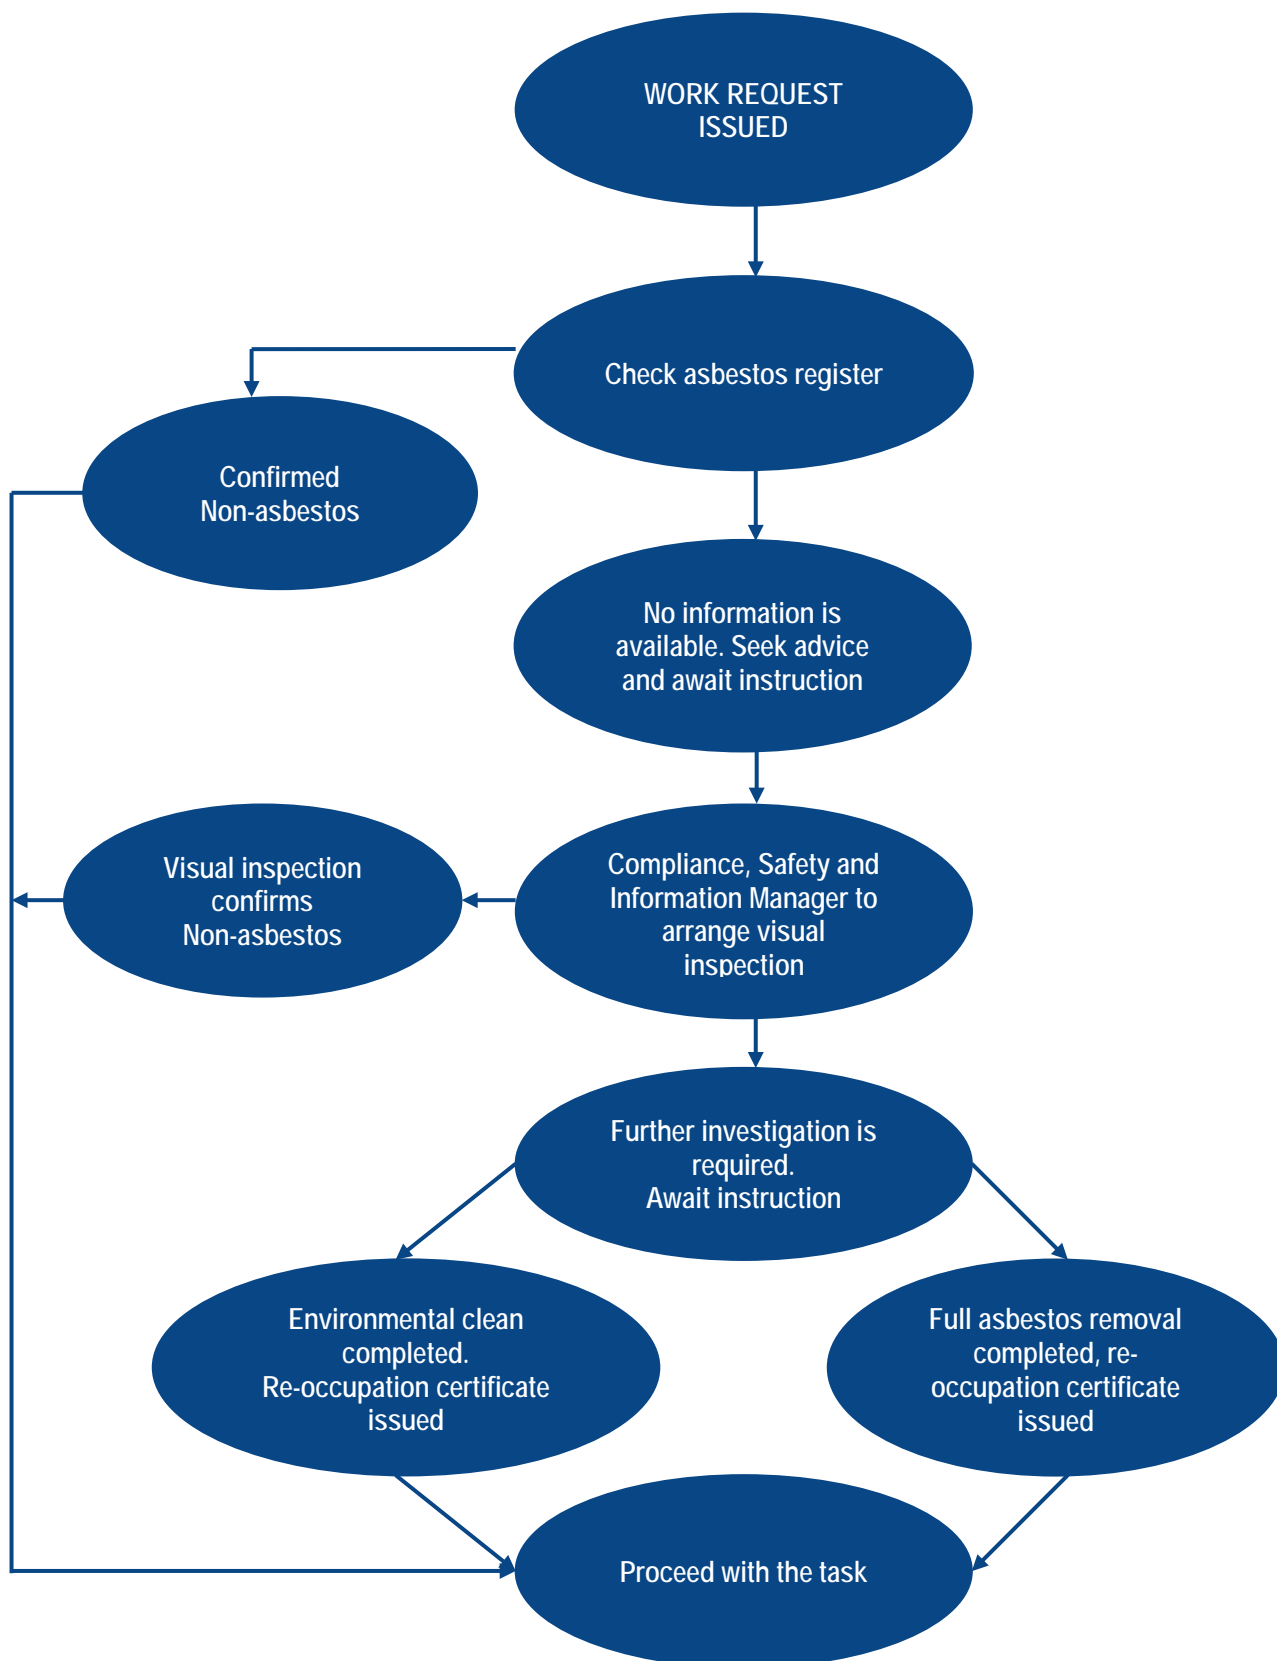 WORK REQUEST
ISSUED
Check asbestos register
Confirmed
Non-asbestos
No information is
available. Seek advice
and await instruction
Visual inspection
confirms
Non-asbestos
Compliance, Safety and
Information Manager to
arrange visual
inspection
Further investigation is
required.
Await instruction
Environmental clean
completed.
Re-occupation certificate
issued
Full asbestos removal
completed, re-
occupation certificate
issued
Proceed with the task